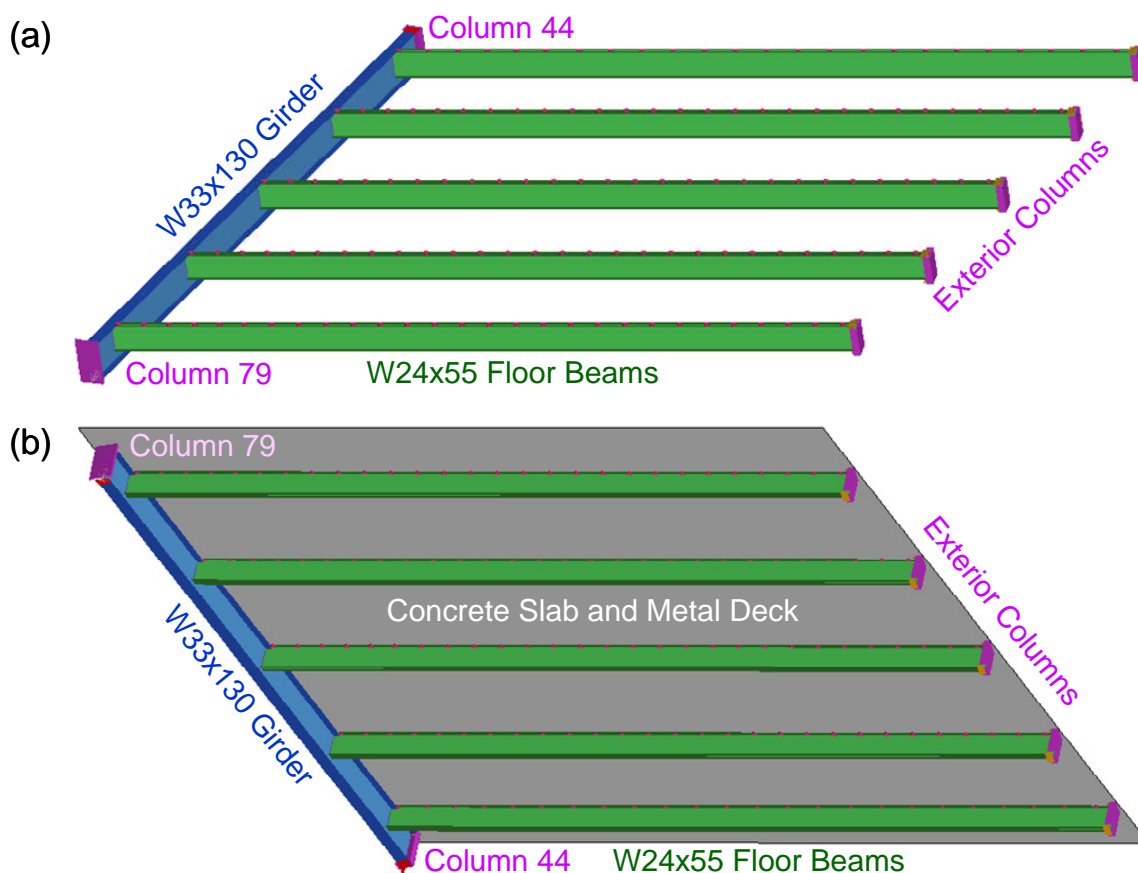 (a)
Column 44
W33x130 Girder
Exterior Columns
Column 79
W24x55 Floor Beams
(b)
Column 79
Exterior Columns
Concrete Slab and Metal Deck
W33x130 Girder
Column 44
W24x55 Floor Beams